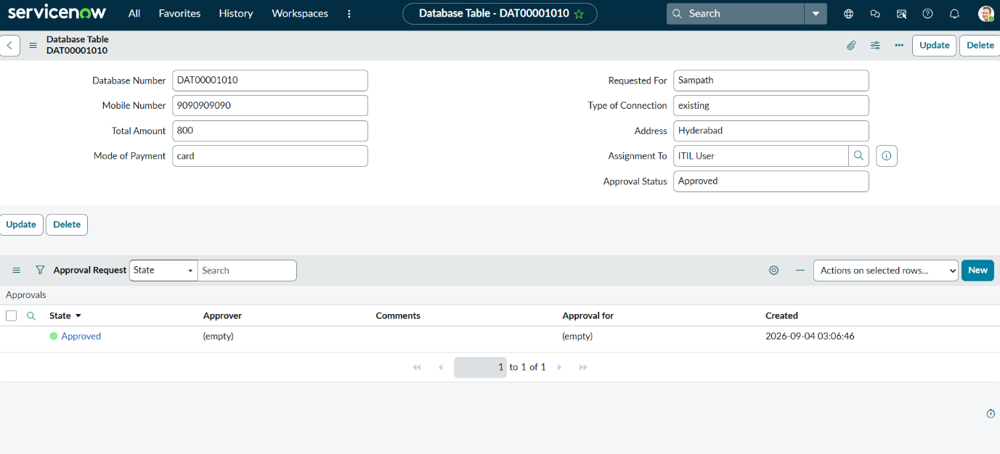 servicenow All Favorites History Workspaces Database Table - DAT00001010 Search
Database Table
DAT00001010
Update Delete
Database Number DAT00001010
Requested For Sampath
Mobile Number 9090909090
Type of Connection existing
Total Amount 800
Address Hyderabad
Mode of Payment card
Assignment To ITIL User
Approval Status Approved
Update Delete
Approval Request State Search Actions on selected rows... New
Approvals
State Approver Comments Approval for Created
Approved (empty) (empty) 2026-09-04 03:06:46
1 to 1 of 1